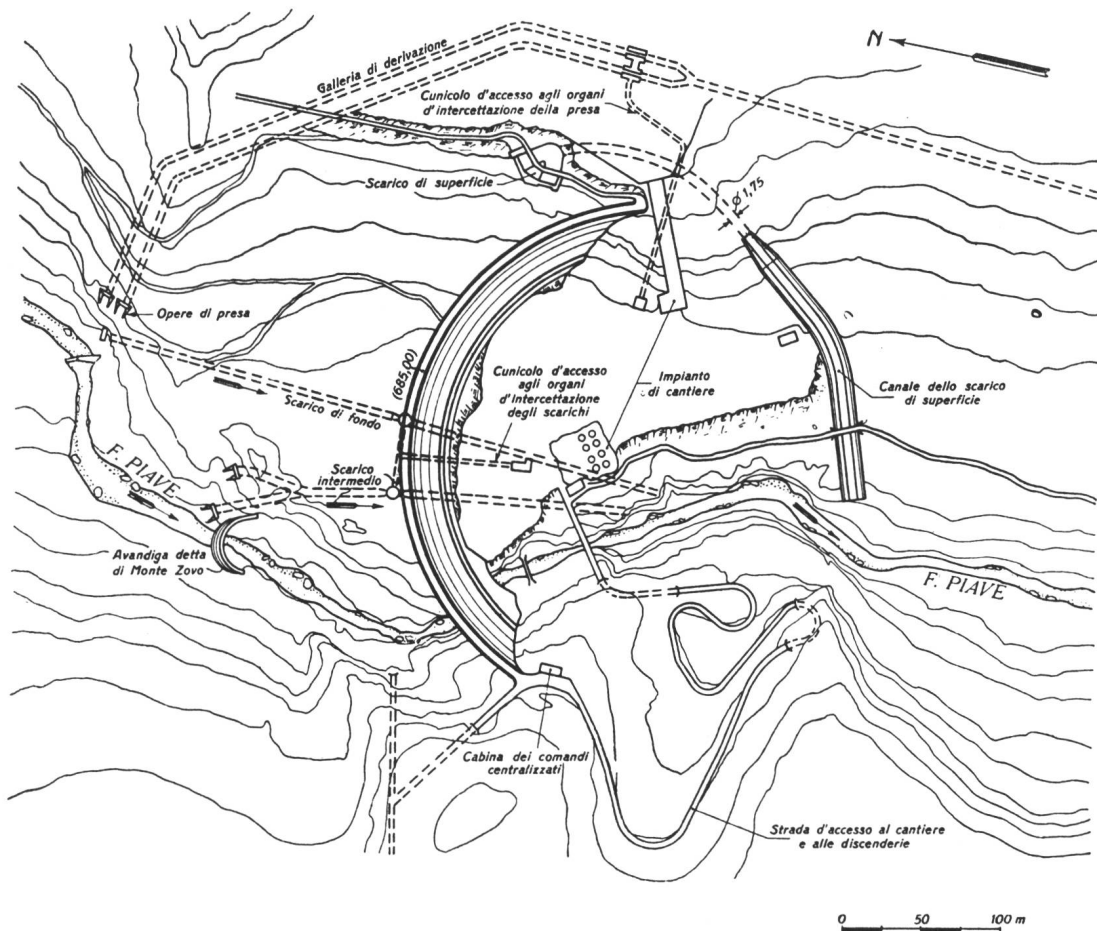 N
Galleria di derivazione
Cunicolo d'accesso agli organi
d'intercettazione della presa
Scarico di superficie
∅ 1,75
Opere di presa
(685,00)
Cunicolo d'accesso
agli organi
d'intercettazione
degli scarichi
Impianto
di cantiere
Canale dello scarico
di superficie
Scarico di fondo
Scarico
intermedio
F. PIAVE
Avandiga detta
di Monte Zovo
F. PIAVE
Cabina dei comandi
centralizzati
Strada d'accesso al cantiere
e alle discenderie
0 50 100 m